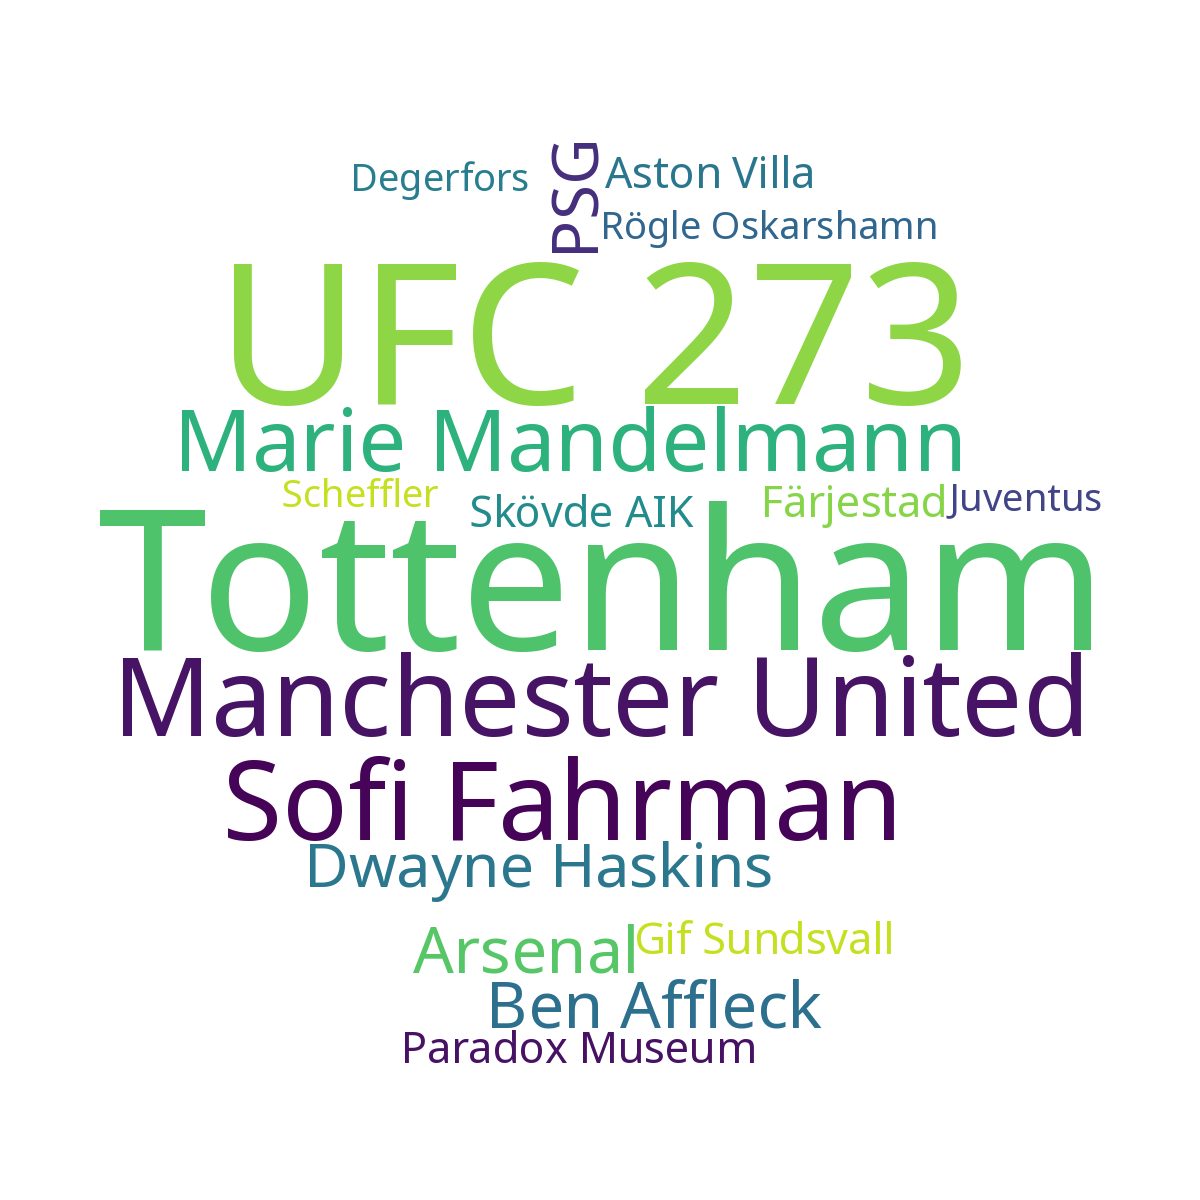 Degerfors
PSG
Aston Villa
Rögle Oskarshamn
UFC 273
Marie Mandelmann
Scheffler
Skövde AIK
Färjestad
Juventus
Tottenham
Manchester United
Sofi Fahrman
Dwayne Haskins
Arsenal
Gif Sundsvall
Ben Affleck
Paradox Museum